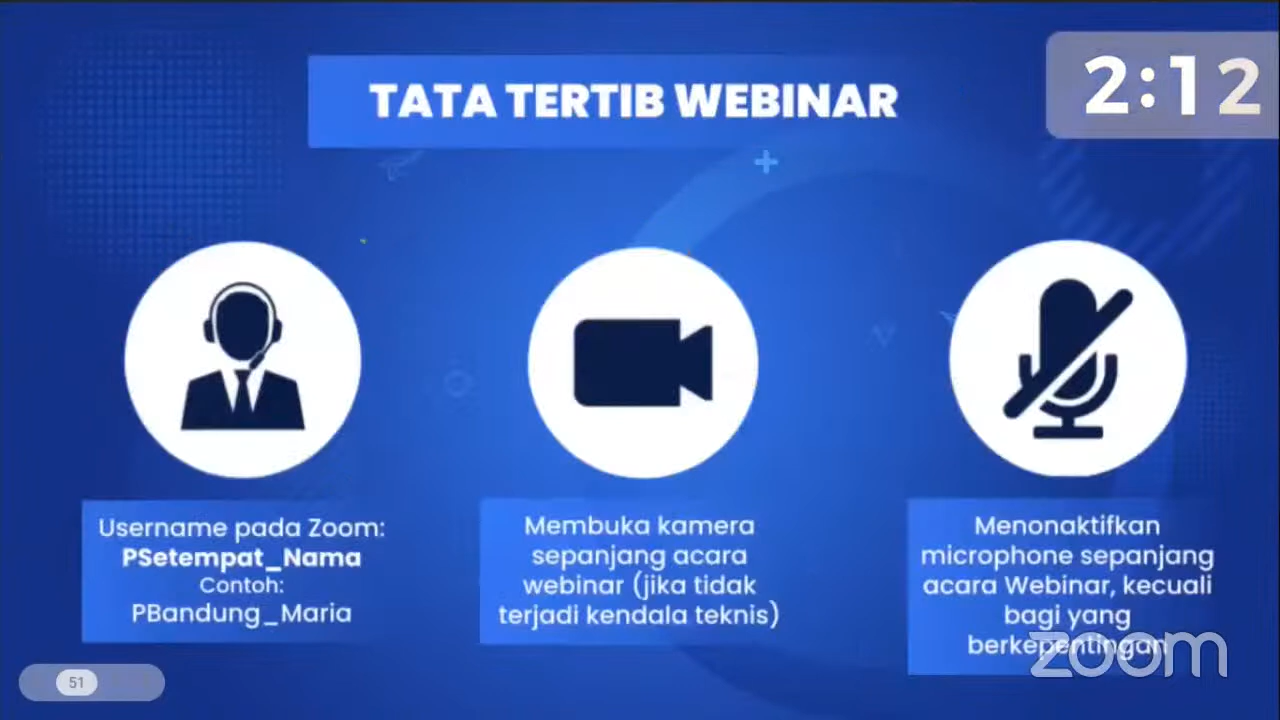 TATA TERTIB WEBINAR
2:12
Username pada Zoom:
PSetempat_Nama
Contoh:
PBandung_Maria
Membuka kamera
sepanjang acara
webinar (jika tidak
terjadi kendala teknis)
Menonaktifkan
microphone sepanjang
acara Webinar, kecuali
bagi yang
berkepentingan
zoom
51